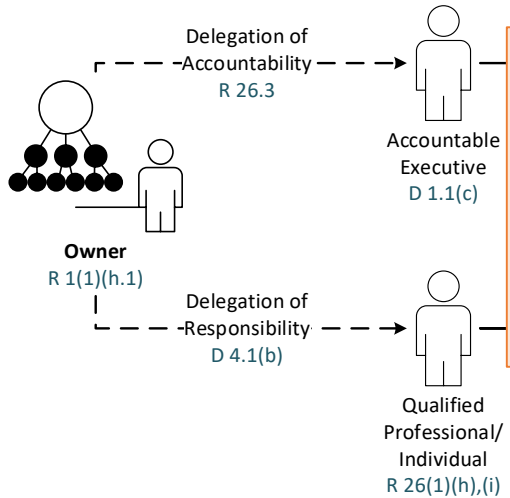 Delegation of
Accountability
R 26.3
Accountable
Executive
D 1.1(c)
Owner
R 1(1)(h.1)
Delegation of
Responsibility
D 4.1(b)
Qualified
Professional/
Individual
R 26(1)(h),(i)